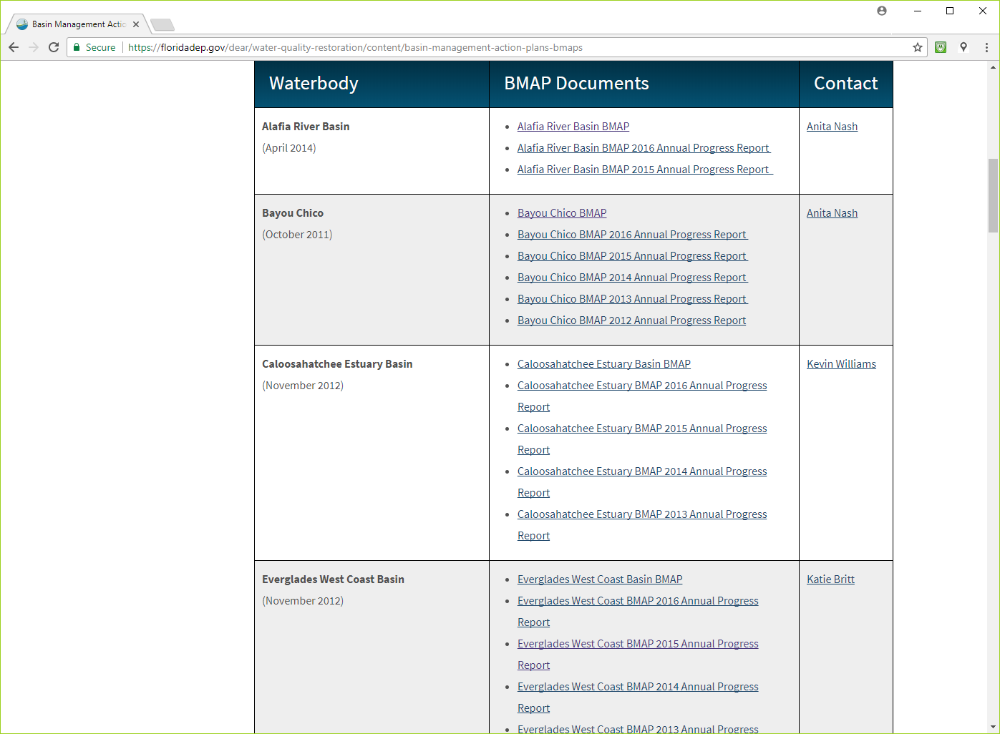 Basin Management Actic
Secure
https://floridadep.gov/dear/water-quality-restoration/content/basin-management-action-plans-bmaps
Waterbody
BMAP Documents
Contact
Alafia River Basin
(April 2014)
Alafia River Basin BMAP
Alafia River Basin BMAP 2016 Annual Progress Report
Alafia River Basin BMAP 2015 Annual Progress Report
Anita Nash
Bayou Chico
(October 2011)
Bayou Chico BMAP
Bayou Chico BMAP 2016 Annual Progress Report
Bayou Chico BMAP 2015 Annual Progress Report
Bayou Chico BMAP 2014 Annual Progress Report
Bayou Chico BMAP 2013 Annual Progress Report
Bayou Chico BMAP 2012 Annual Progress Report
Anita Nash
Caloosahatchee Estuary Basin
(November 2012)
Caloosahatchee Estuary Basin BMAP
Caloosahatchee Estuary BMAP 2016 Annual Progress
Report
Caloosahatchee Estuary BMAP 2015 Annual Progress
Report
Caloosahatchee Estuary BMAP 2014 Annual Progress
Report
Caloosahatchee Estuary BMAP 2013 Annual Progress
Report
Kevin Williams
Everglades West Coast Basin
(November 2012)
Everglades West Coast Basin BMAP
Everglades West Coast BMAP 2016 Annual Progress
Report
Everglades West Coast BMAP 2015 Annual Progress
Report
Everglades West Coast BMAP 2014 Annual Progress
Report
Everglades West Coast BMAP 2013 Annual Progress
Katie Britt